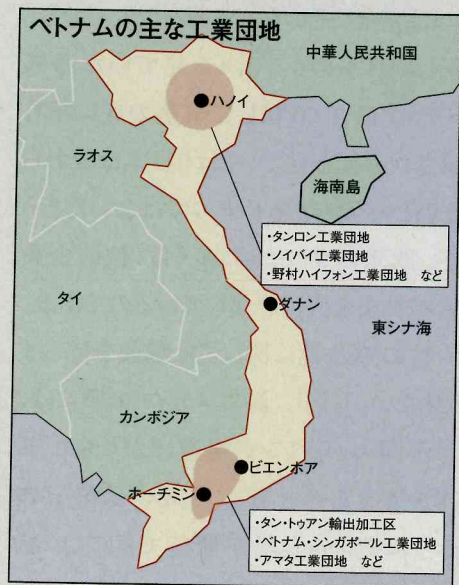 ベトナムの主な工業団地
中華人民共和国
ハノイ
ラオス
海南島
・タンロン工業団地
・ノイバイ工業団地
・野村ハイフォン工業団地　など
タイ
ダナン
東シナ海
カンボジア
ビエンホア
ホーチミン
・タン・トゥアン輸出加工区
・ベトナム・シンガポール工業団地
・アマタ工業団地　など